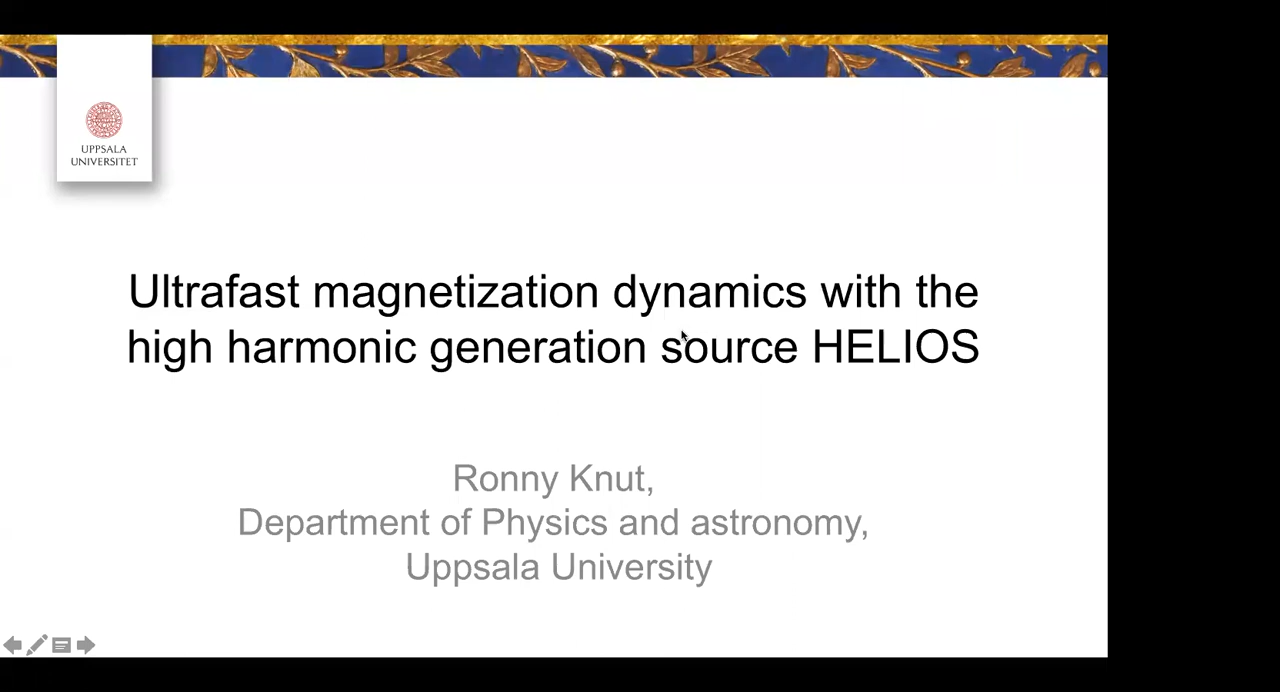 UPPSALA
UNIVERSITET
Ultrafast magnetization dynamics with the
high harmonic generation source HELIOS
Ronny Knut,
Department of Physics and astronomy,
Uppsala University